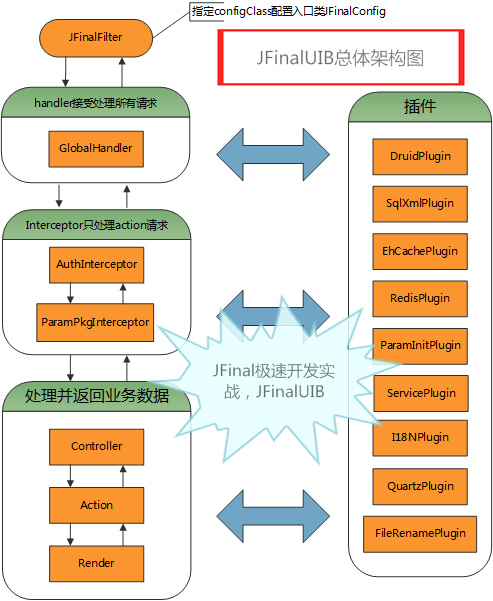 指定configClass配置入口类JFinalConfig
JFinalFilter
JFinalUIB总体架构图
handler接受处理所有请求
GlobalHandler
Interceptor只处理action请求
AuthInterceptor
ParamPkgInterceptor
处理并返回业务数据
Controller
Action
Render
JFinal极速开发实
战，JFinalUIB
插件
DruidPlugin
SqlXmlPlugin
EhCachePlugin
RedisPlugin
ParamInitPlugin
ServicePlugin
I18NPlugin
QuartzPlugin
FileRenamePlugin